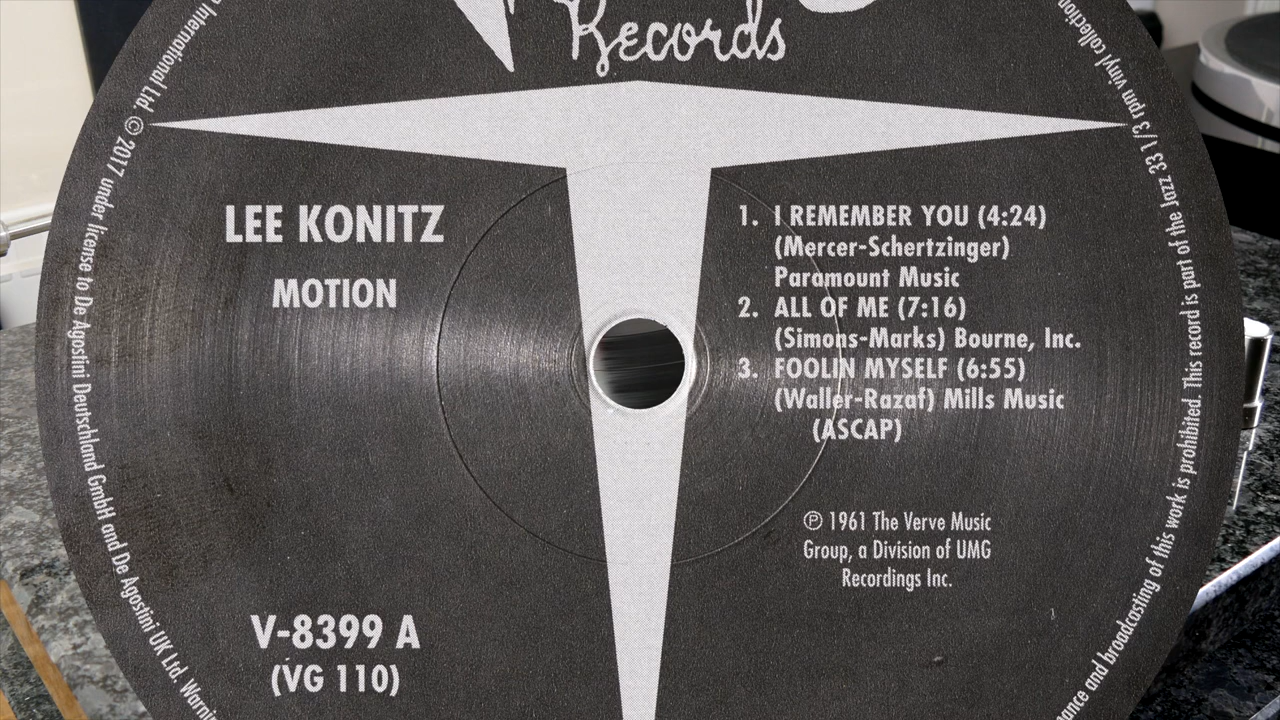 Records
LEE KONITZ
MOTION
1. I REMEMBER YOU (4:24)
(Mercer-Schertzinger)
Paramount Music
2. ALL OF ME (7:16)
(Simons-Marks) Bourne, Inc.
3. FOOLIN MYSELF (6:55)
(Waller-Razaf) Mills Music
(ASCAP)
℗ 1961 The Verve Music
Group, a Division of UMG
Recordings Inc.
V-8399 A
(VG 110)
International Ltd. © 2017 under license to De Agostini Deutschland GmbH and De Agostini UK Ltd.
and broadcasting of this work is prohibited. This record is part of the Jazz 33 1/3 rpm vinyl collection